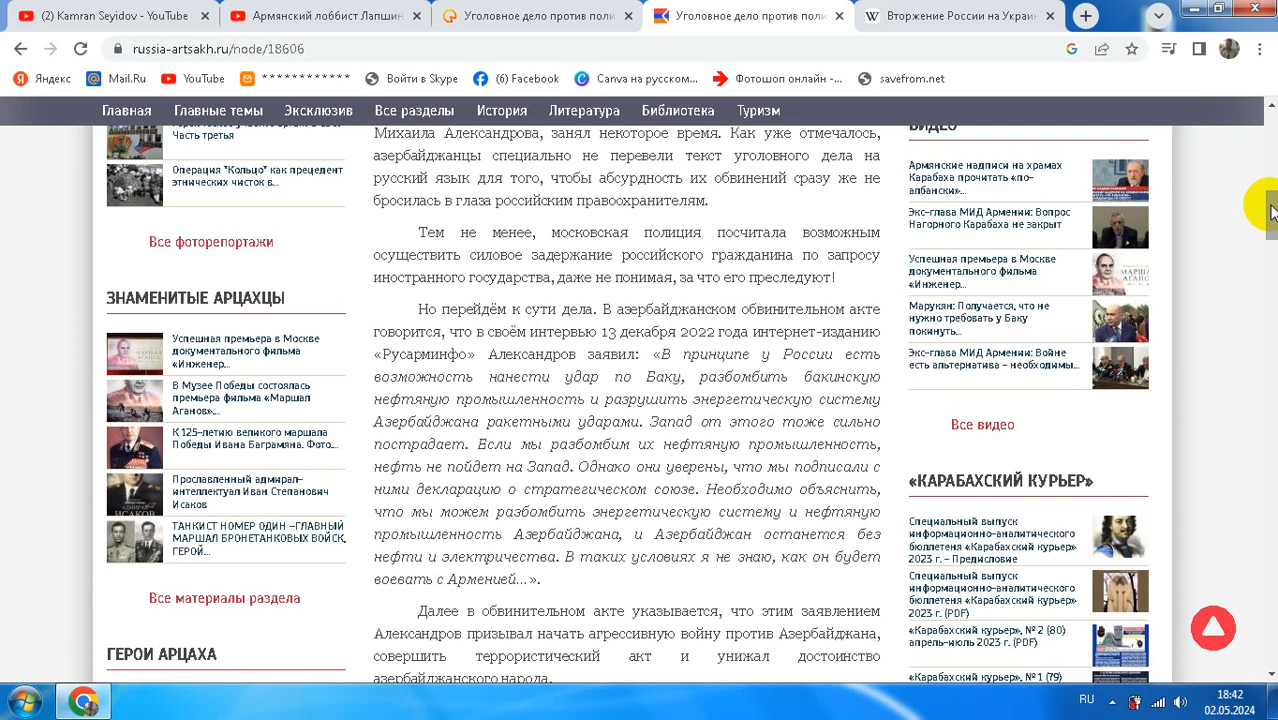 (2) Kamran Seyidov - YouTube
Армянский лоббист Лапшин
Уголовное дело против поли
Уголовное дело против поли
Вторжение России на Украин
russia-artsakh.ru/node/18606
Яндекс
Mail.Ru
YouTube
* * * * * * * * * * * *
Войти в Skype
(6) Facebook
Canva на русском...
Фотошоп онлайн -...
savefrom.net
Главная
Главные темы
Эксклюзив
Все разделы
История
Литература
Библиотека
Туризм
Часть третья
Операция "Кольцо" как прецедент
этнических чисток в...
Все фоторепортажи
ЗНАМЕНИТЫЕ АРЦАХЦЫ
Успешная премьера в Москве
документального фильма
«Инженер...
В Музее Победы состоялась
премьера фильма «Маршал
Аганов»...
К 125-летию великого маршала
Победы Ивана Баграмяна. Фото...
Прославленный адмирал-
интеллектуал Иван Степанович
Исаков
ТАНКИСТ НОМЕР ОДИН –ГЛАВНЫЙ
МАРШАЛ БРОНЕТАНКОВЫХ ВОЙСК,
ГЕРОЙ...
Все материалы раздела
ГЕРОИ АРЦАХА
Михаила Александрова, занял некоторое время. Как уже отмечалось,
азербайджанцы специально не перевели текст уголовного дела на
русский язык для того, чтобы абсурдность их обвинений сразу же не
бросилась в глаза российским правоохранителям.
Тем не менее, московская полиция посчитала возможным
осуществить силовое задержание российского гражданина по запросу
иностранного государства, даже не понимая, за что его преследуют!
Но перейдём к сути дела. В азербайджанском обвинительном акте
говорится, что в своём интервью 13 декабря 2022 года интернет-изданию
«Русарминфо» Александров заявил: «В принципе у России есть
возможность нанести удар по Баку, разбомбить бакинскую
нефтяную промышленность и разрушить энергетическую систему
Азербайджана ракетными ударами. Запад от этого тоже сильно
пострадает. Если мы разбомбим их нефтяную промышленность,
нефть не пойдет на Запад. Однако они уверены, что мы подписали с
ними декларацию о стратегическом союзе. Необходимо объяснить,
что мы можем разбомбить энергетическую систему и нефтяную
промышленность Азербайджана, и Азербайджан останется без
нефти и электричества. В таких условиях я не знаю, как он будет
воевать с Арменией...».
Далее в обвинительном акте указывается, что этим заявлением
Александров призывал начать агрессивную войну против Азербайджана,
террористический акт и унижал
ВИДЕО
Армянские надписи на храмах
Карабаха прочитать «по-
албански»...
Экс-глава МИД Армении: Вопрос
Нагорного Карабаха не закрыт
Успешная премьера в Москве
документального фильма
«Инженер...
Марукян: Получается, что не
нужно требовать у Баку
покинуть...
Экс-глава МИД Армении: Войне
есть альтернатива – необходимы...
Все видео
«КАРАБАХСКИЙ КУРЬЕР»
Специальный выпуск
информационно-аналитического
бюллетеня «Карабахский курьер»
2023 г. – Предисловие
Специальный выпуск
информационно-аналитического
бюллетеня «Карабахский курьер»
2023 г. (PDF)
«Карабахский курьер», № 2 (80)
апрель-июль 2023 г. (PDF)
«Карабахский курьер», № 1 (79)
RU
18:42
02.05.2024